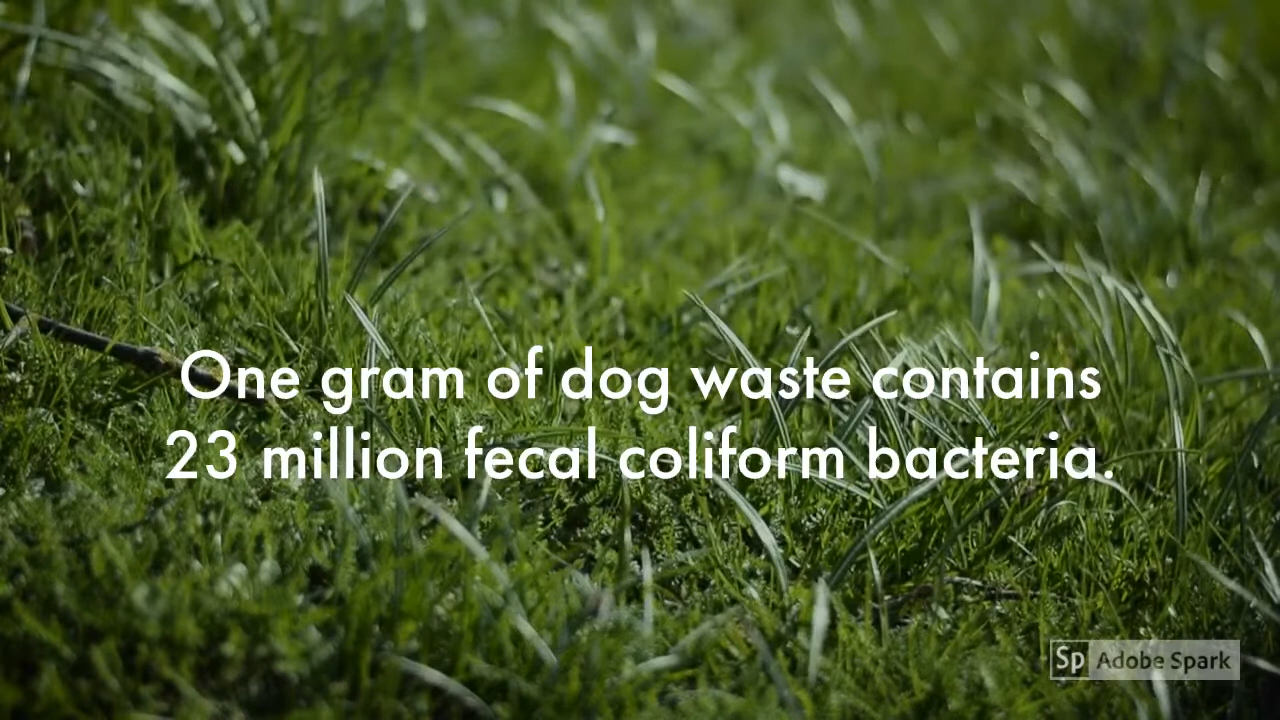 One gram of dog waste contains
23 million fecal coliform bacteria.
Sp Adobe Spark